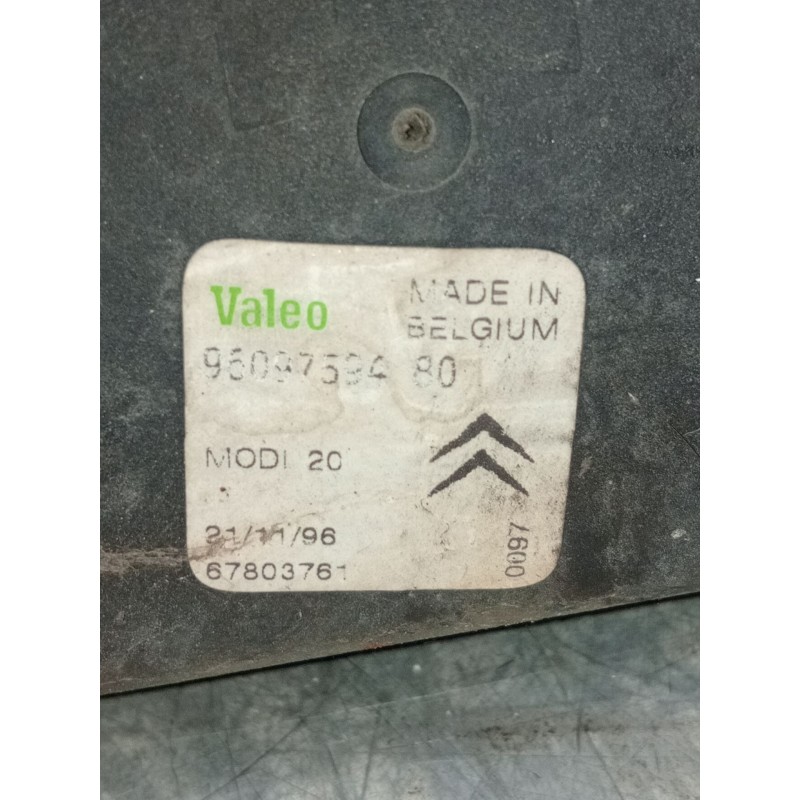 Valeo
MADE IN
BELGIUM
96097594 80
MODI 20
21/11/96
67803761
0097